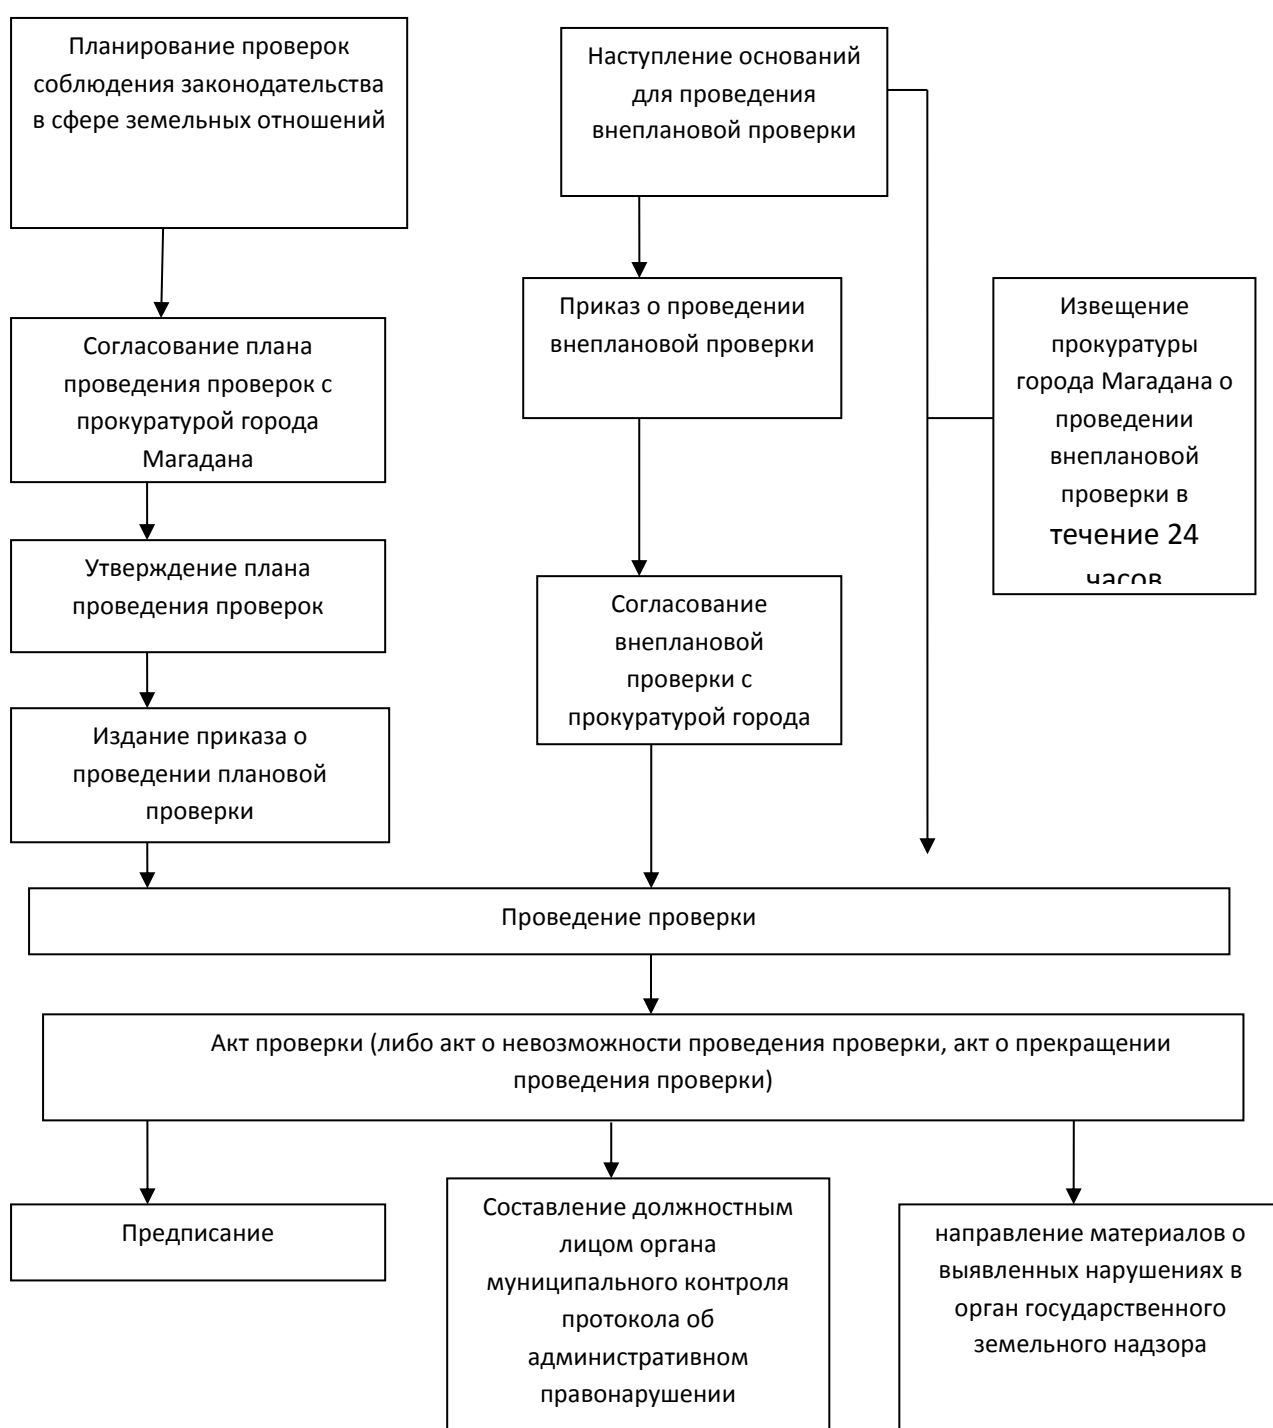 Планирование проверок
соблюдения законодательства
в сфере земельных отношений
Наступление оснований
для проведения
внеплановой проверки
Приказ о проведении
внеплановой проверки
Извещение
прокуратуры
города Магадана о
проведении
внеплановой
проверки в
течение 24
часов
Согласование плана
проведения проверок с
прокуратурой города
Магадана
Утверждение плана
проведения проверок
Согласование
внеплановой
проверки с
прокуратурой города
Издание приказа о
проведении плановой
проверки
Проведение проверки
Акт проверки (либо акт о невозможности проведения проверки, акт о прекращении
проведения проверки)
Предписание
Составление должностным
лицом органа
муниципального контроля
протокола об
административном
правонарушении
направление материалов о
выявленных нарушениях в
орган государственного
земельного надзора